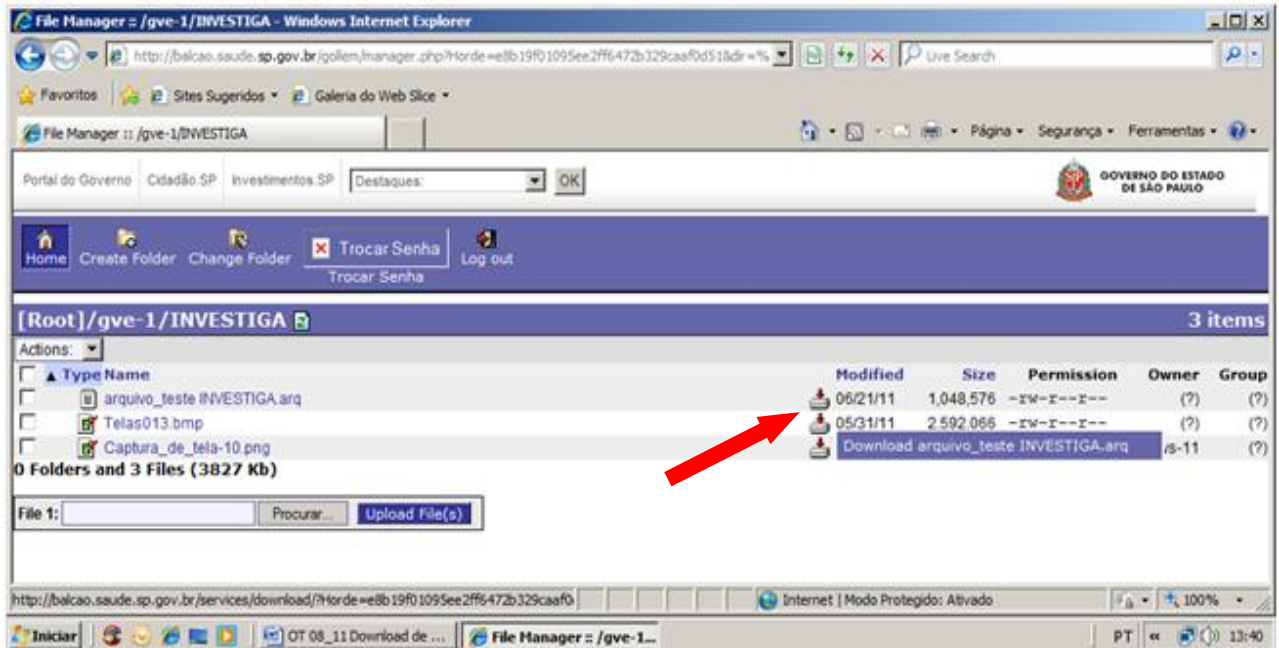 File Manager :: /gve-1/INVESTIGA - Windows Internet Explorer
http://balcao.saude.sp.gov.br/gollem/manager.php?Horde=e8b19f01095ee2ff6472b329caaf0d51&dir=% Live Search
Favoritos Sites Sugeridos Galeria do Web Slice
File Manager :: /gve-1/INVESTIGA Página Segurança Ferramentas
Portal do Governo Cidadão.SP Investimentos.SP Destaques: OK GOVERNO DO ESTADO
DE SÃO PAULO
Home Create Folder Change Folder Trocar Senha Log out
Trocar Senha
[Root]/gve-1/INVESTIGA 3 items
Actions:
Type Name Modified Size Permission Owner Group
arquivo_teste INVESTIGA.arq 06/21/11 1,048,576 -rw-r--r-- (?) (?)
Telas013.bmp 05/31/11 2.592.066 -rw-r--r-- (?) (?)
Captura_de_tela-10.png Download arquivo_teste INVESTIGA.arq /s-11 (?)
0 Folders and 3 Files (3827 Kb)
File 1: Procurar... Upload File(s)
http://balcao.saude.sp.gov.br/services/download/?Horde=e8b19f01095ee2ff6472b329caaf0 Internet | Modo Protegido: Ativado 100%
Iniciar OT 08_11 Download de ... File Manager :: /gve-1... PT « 13:40